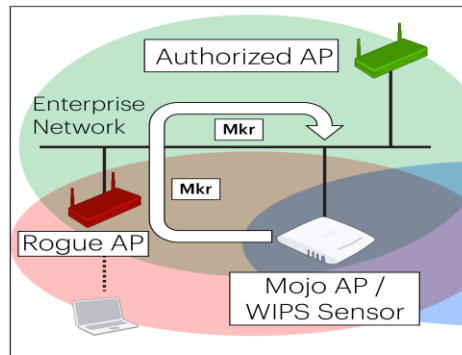 Authorized AP
Enterprise
Network
Mkr
Mkr
Rogue AP
Mojo AP /
WIPS Sensor